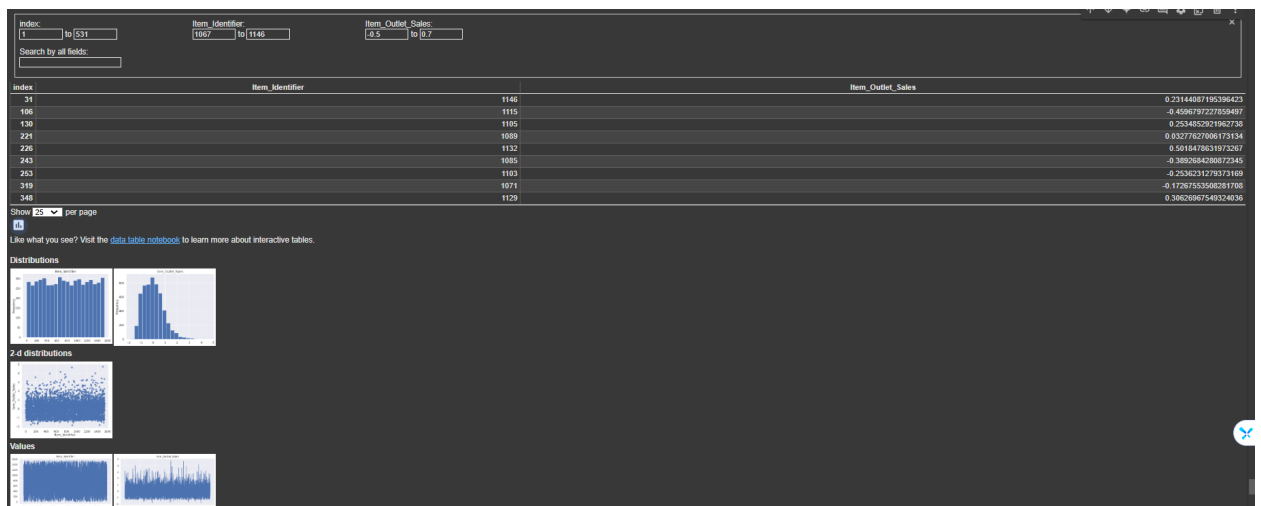 index: Item_Identifier: Item_Outlet_Sales:
1 to 531 1067 to 1146 -0.5 to 0.7
Search by all fields:
index Item_Identifier Item_Outlet_Sales
31 1146 0.23144087195396423
106 1115 -0.4596797227859497
130 1105 0.2534852921962738
221 1089 0.03277627006173134
226 1132 0.5018478631973267
243 1085 -0.3892684280872345
253 1103 -0.2536231279373169
319 1071 -0.17267553508281708
348 1129 0.30626967549324036
Show 25 per page
Like what you see? Visit the data table notebook to learn more about interactive tables.
Distributions
2-d distributions
Values